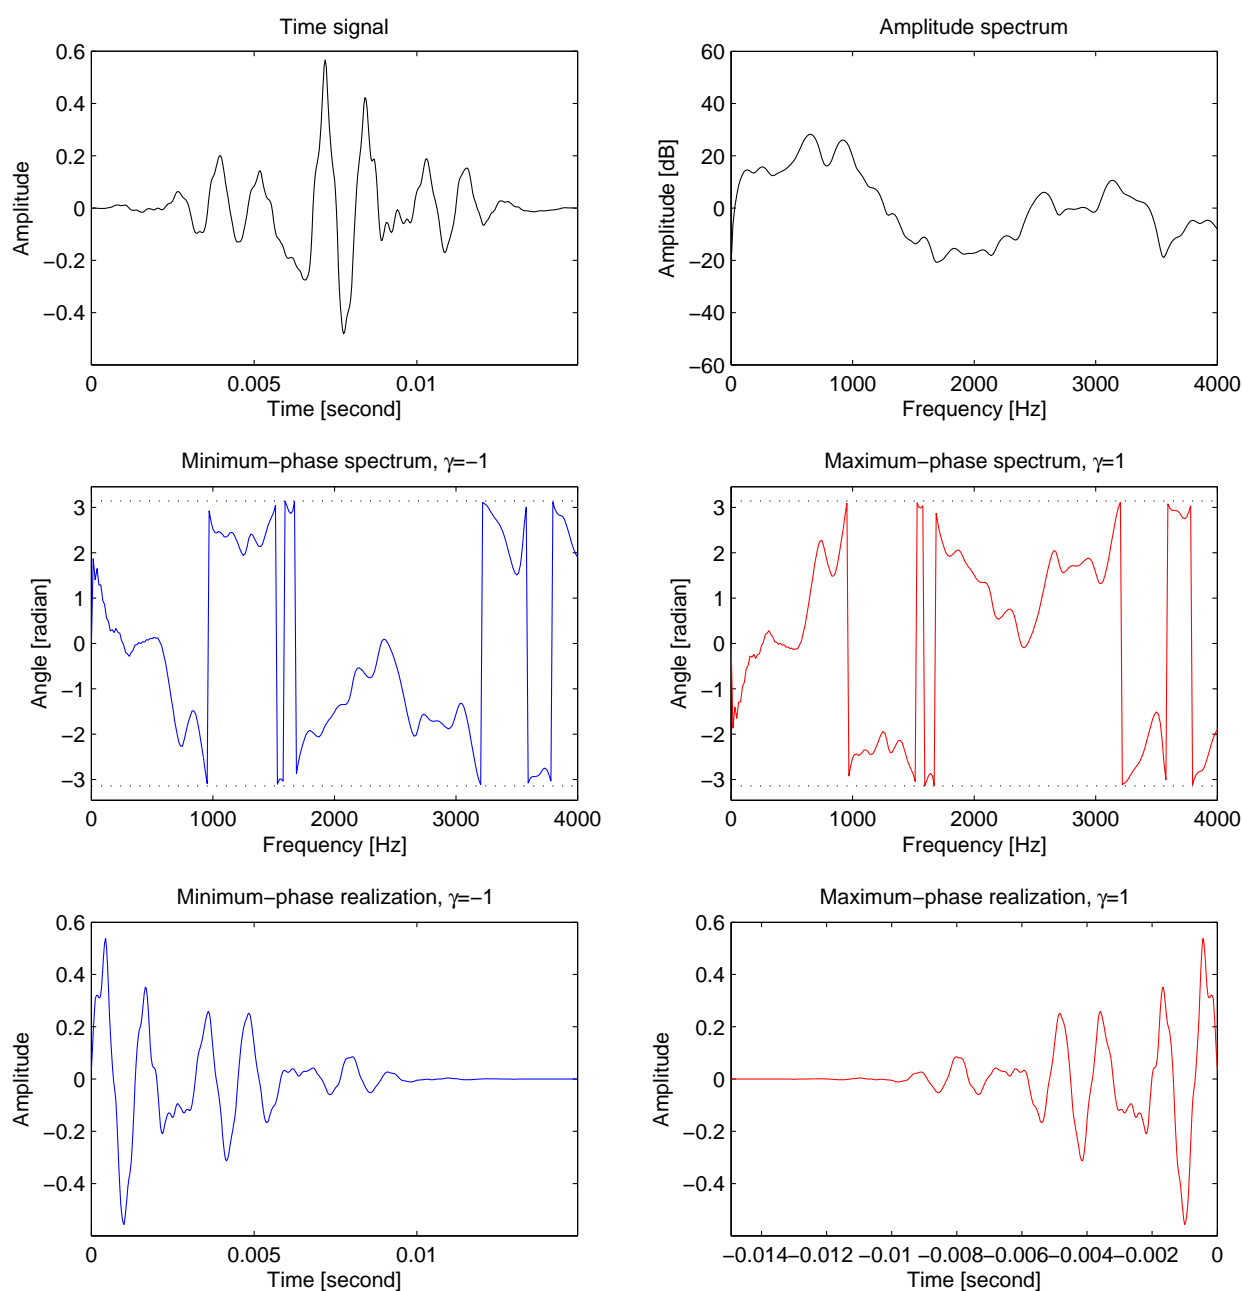 Time signal
0.6
0.4
0.2
0
−0.2
−0.4
Amplitude
0 0.005 0.01
Time [second]
Amplitude spectrum
60
40
20
0
−20
−40
−60
Amplitude [dB]
0 1000 2000 3000 4000
Frequency [Hz]
Minimum−phase spectrum, γ=−1
3
2
1
0
−1
−2
−3
Angle [radian]
0 1000 2000 3000 4000
Frequency [Hz]
Maximum−phase spectrum, γ=1
3
2
1
0
−1
−2
−3
Angle [radian]
0 1000 2000 3000 4000
Frequency [Hz]
Minimum−phase realization, γ=−1
0.6
0.4
0.2
0
−0.2
−0.4
Amplitude
0 0.005 0.01
Time [second]
Maximum−phase realization, γ=1
0.6
0.4
0.2
0
−0.2
−0.4
Amplitude
−0.014 −0.012 −0.01 −0.008 −0.006 −0.004 −0.002 0
Time [second]